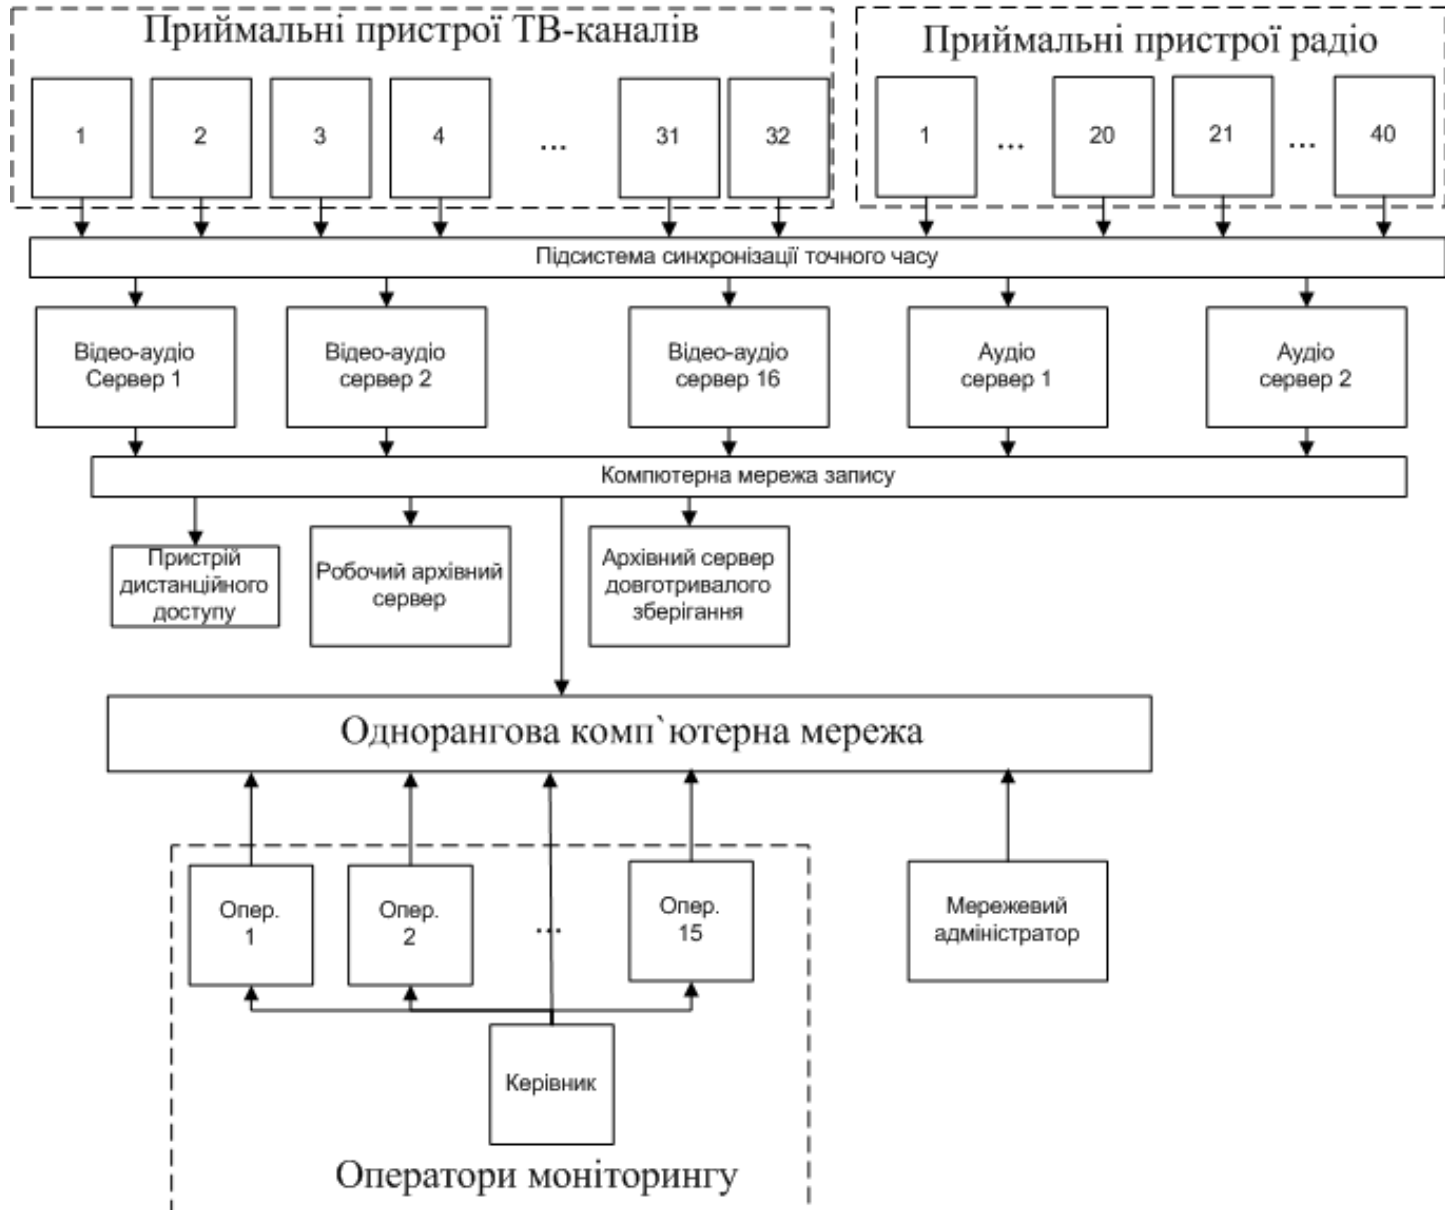 Приймальні пристрої ТВ-каналів
Приймальні пристрої радіо
1
2
3
4
...
31
32
1
...
20
21
...
40
Підсистема синхронізації точного часу
Відео-аудіо
Сервер 1
Відео-аудіо
сервер 2
Відео-аудіо
сервер 16
Аудіо
сервер 1
Аудіо
сервер 2
Компютерна мережа запису
Пристрій
дистанційного
доступу
Робочий архівний
сервер
Архівний сервер
довготривалого
зберігання
Однорангова комп`ютерна мережа
Опер.
1
Опер.
2
...
Опер.
15
Мережевий
адміністратор
Керівник
Оператори моніторингу